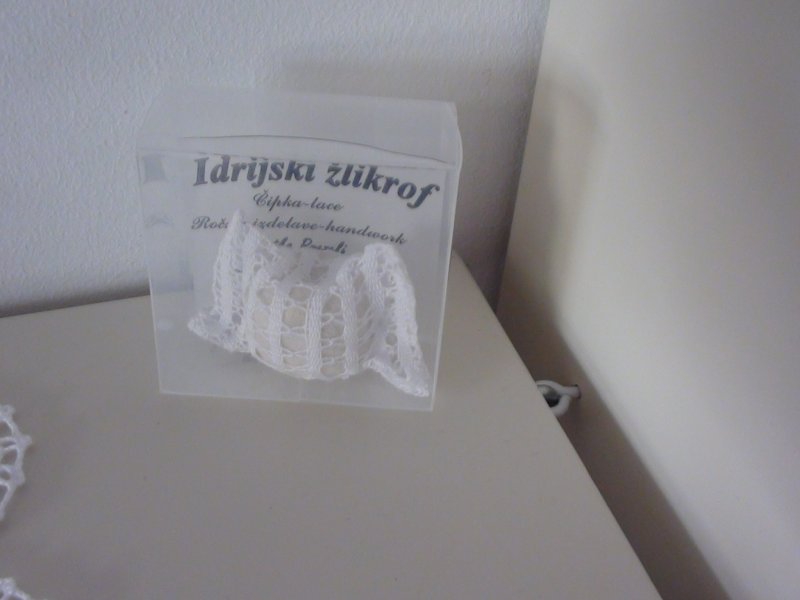 Idrijski žlikrof
Čipka-lace
izdelave-handwork